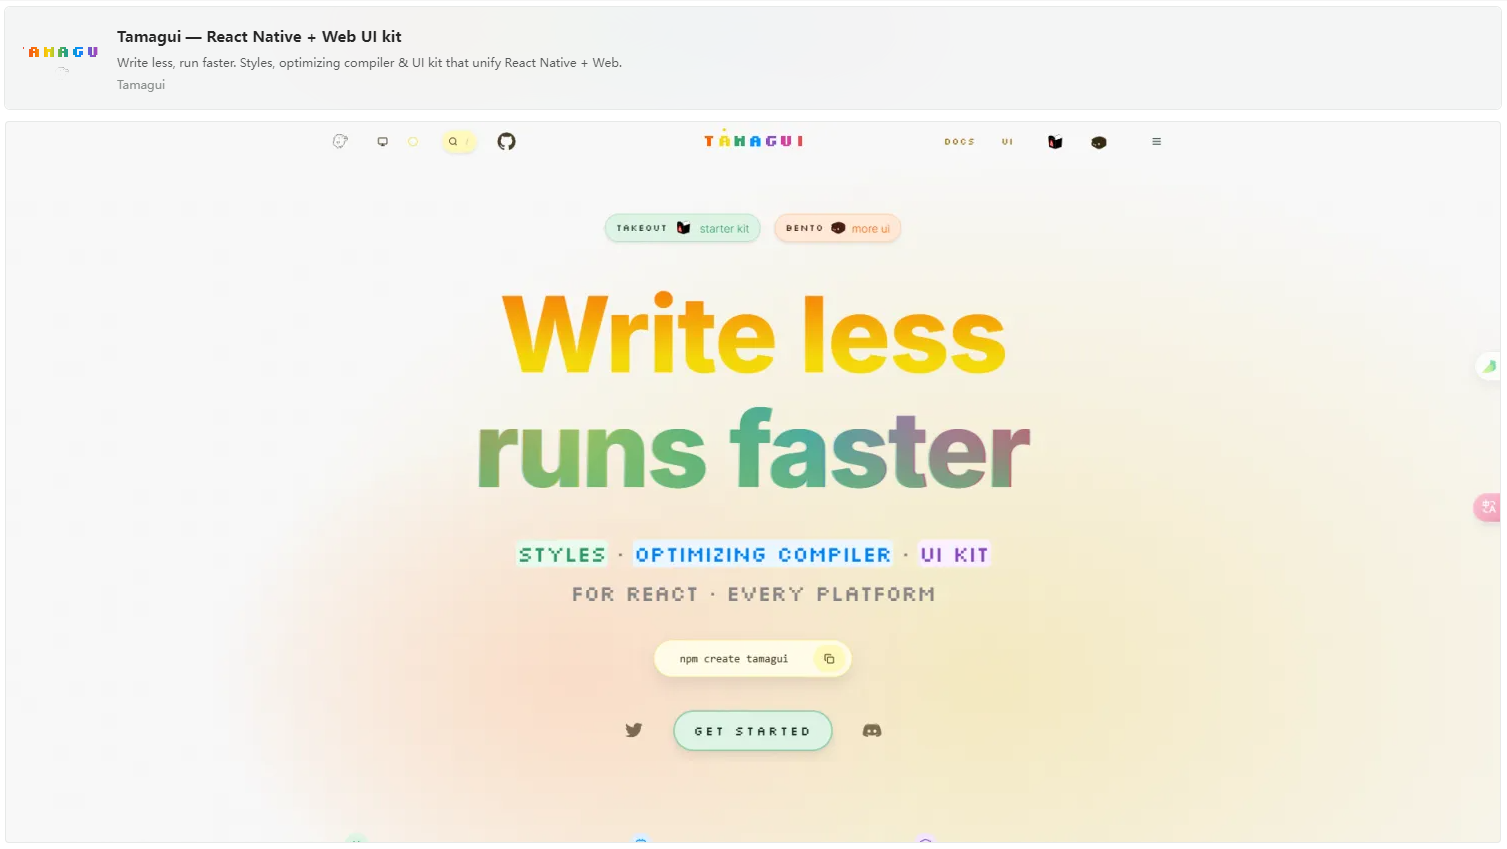 TAMAGU
Tamagui — React Native + Web UI kit
Write less, run faster. Styles, optimizing compiler & UI kit that unify React Native + Web.
Tamagui
/
TAMAGUI
DOCS
UI
TAKEOUT starter kit
BENTO more ui
Write less
runs faster
STYLES · OPTIMIZING COMPILER · UI KIT
FOR REACT · EVERY PLATFORM
npm create tamagui
GET STARTED